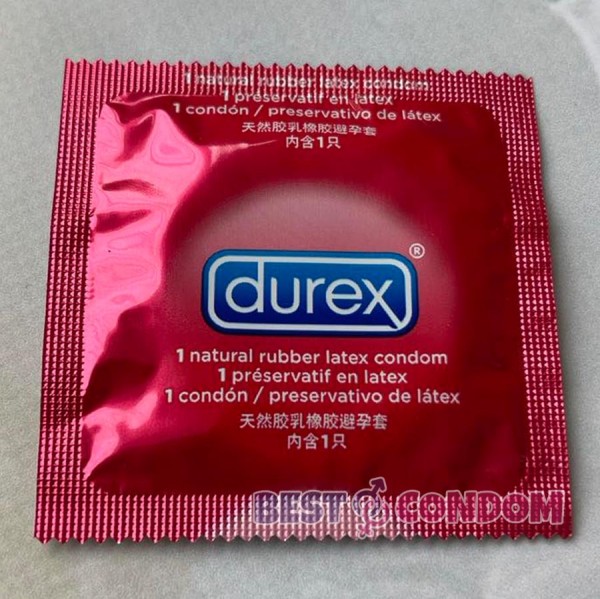 1 natural rubber latex condom
1 préservatif en latex
1 condón / preservativo de látex
天然胶乳橡胶避孕套
内含1只
durex®
1 natural rubber latex condom
1 préservatif en latex
1 condón / preservativo de látex
天然胶乳橡胶避孕套
内含1只
BEST CONDOM